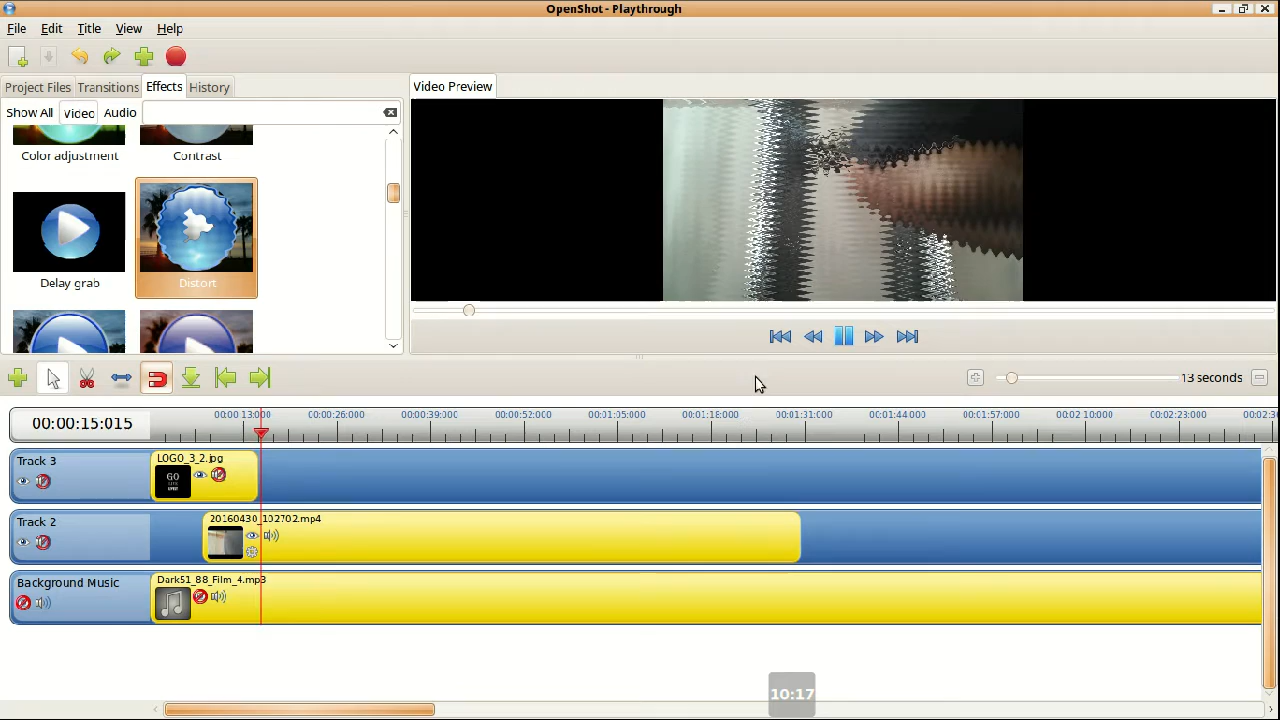 OpenShot - Playthrough
File Edit Title View Help
Project Files Transitions Effects History
Video Preview
Show All Video Audio
Color adjustment Contrast
Delay grab Distort
13 seconds
00:00:15:015
00:00 13:000 00:00:26:000 00:00:39:000 00:00:52:000 00:01:05:000 00:01:18:000 00:01:31:000 00:01:44:000 00:01:57:000 00:02 10:000 00:02:23:000 00:02:3
Track 3
LOGO_3_2.jpg
GO
Track 2
20160430_102702.mp4
Background Music
Dark51_88_Film_4.mp3
10:17